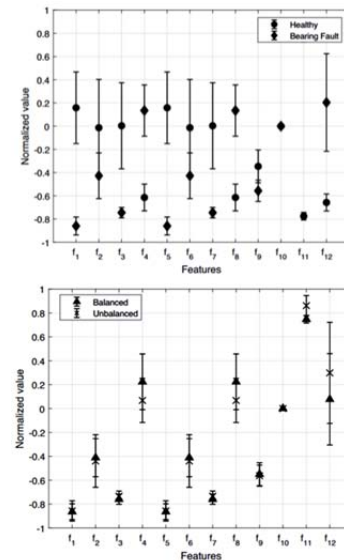 Healthy
Bearing Fault
1
0.8
0.6
0.4
0.2
0
-0.2
-0.4
-0.6
-0.8
-1
Normalized value
f1 f2 f3 f4 f5 f6 f7 f8 f9 f10 f11 f12
Features
Balanced
Unbalanced
1
0.8
0.6
0.4
0.2
0
-0.2
-0.4
-0.6
-0.8
-1
Normalized value
f1 f2 f3 f4 f5 f6 f7 f8 f9 f10 f11 f12
Features